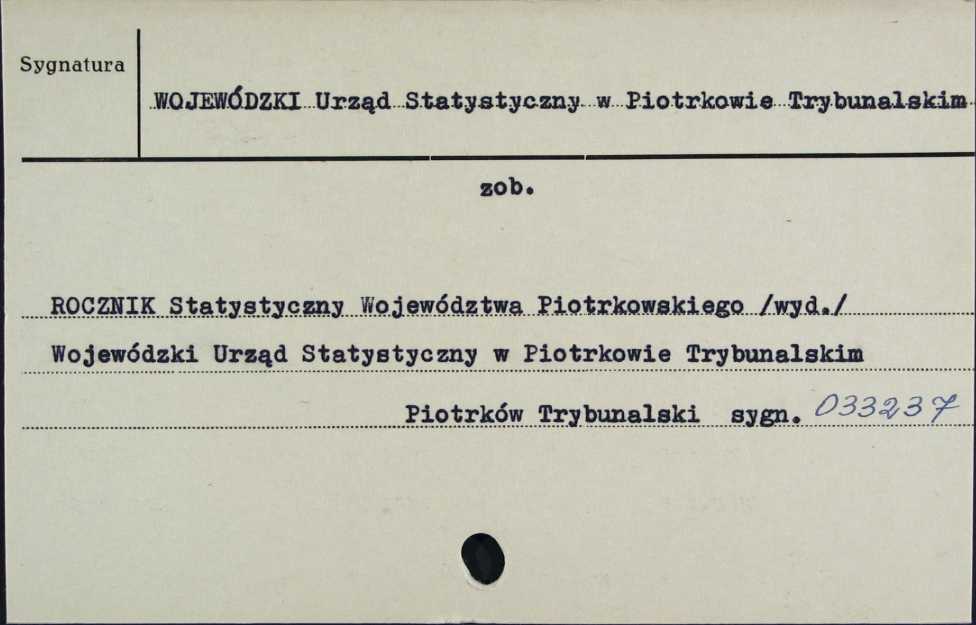 Sygnatura
WOJEWÓDZKI Urząd Statystyczny w Piotrkowie Trybunalskim
zob.
ROCZNIK Statystyczny Województwa Piotrkowskiego /wyd./
Wojewódzki Urząd Statystyczny w Piotrkowie Trybunalskim
Piotrków Trybunalski sygn. 033237